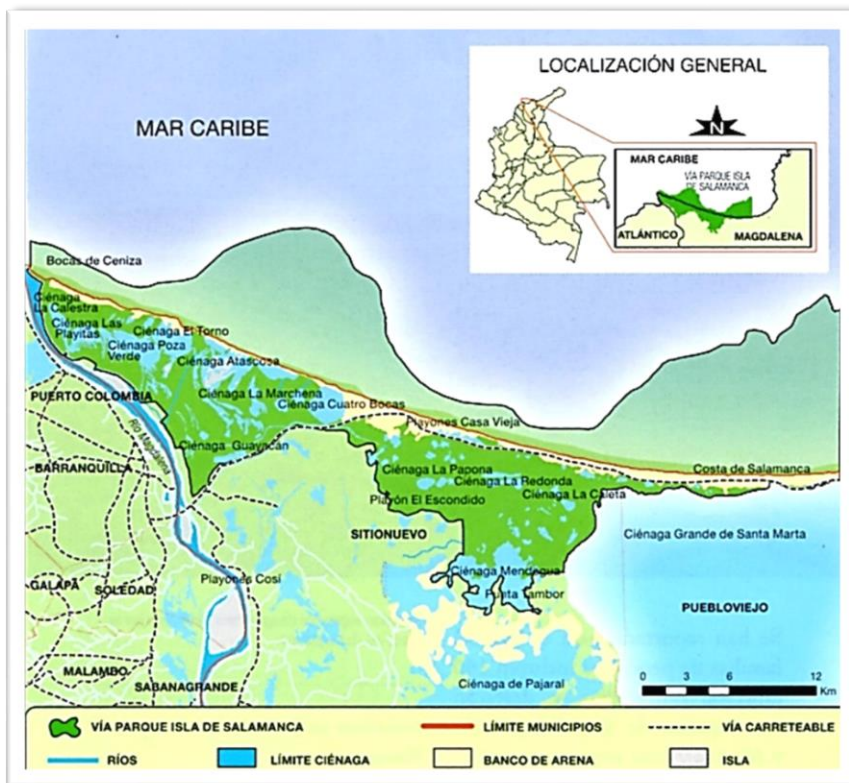 LOCALIZACIÓN GENERAL
MAR CARIBE
N
MAR CARIBE
VÍA PARQUE ISLA
DE SALAMANCA
ATLÁNTICO
MAGDALENA
Bocas de Ceniza
Ciénaga
La Calestra
Ciénaga Las
Playitas
Ciénaga El Torno
Ciénaga Poza
Verde
Ciénaga Atascosa
PUERTO COLOMBIA
Ciénaga La Marchena
Ciénaga Cuatro Bocas
Río Magdalena
Playones Casa Vieja
Ciénaga Guayacán
BARRANQUILLA
Ciénaga La Papona
Costa de Salamanca
Ciénaga La Redonda
Ciénaga La Caleta
Playón El Escondido
SITIONUEVO
Ciénaga Grande de Santa Marta
Ciénaga Mendegua
Playones Cosí
GALAPA
SOLEDAD
Punta Tambor
PUEBLOVIEJO
MALAMBO
SABANAGRANDE
Ciénaga de Pajaral
0 3 6 12
Km
VÍA PARQUE ISLA DE SALAMANCA
LÍMITE MUNICIPIOS
VÍA CARRETEABLE
RÍOS
LÍMITE CIÉNAGA
BANCO DE ARENA
ISLA